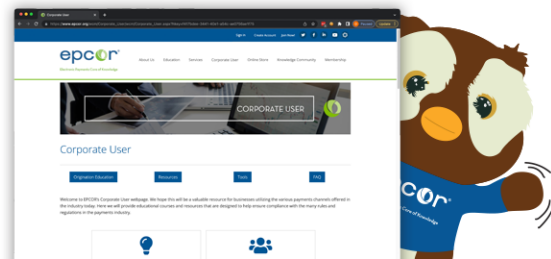 Corporate User
Sign In Create Account Join Now!
epcor
Electronic Payments Core of Knowledge
About Us Education Services Corporate User Online Store Knowledge Community Membership
CORPORATE USER
Corporate User
Origination Education Resources Tools FAQ
Welcome to EPCOR's Corporate User webpage. We hope this will be a valuable resource for businesses utilizing the various payments channels offered in
the industry today. Here we will provide educational courses and resources that are designed to help ensure compliance with the many rules and
regulations in the payments industry.
cor
Core of Knowledge